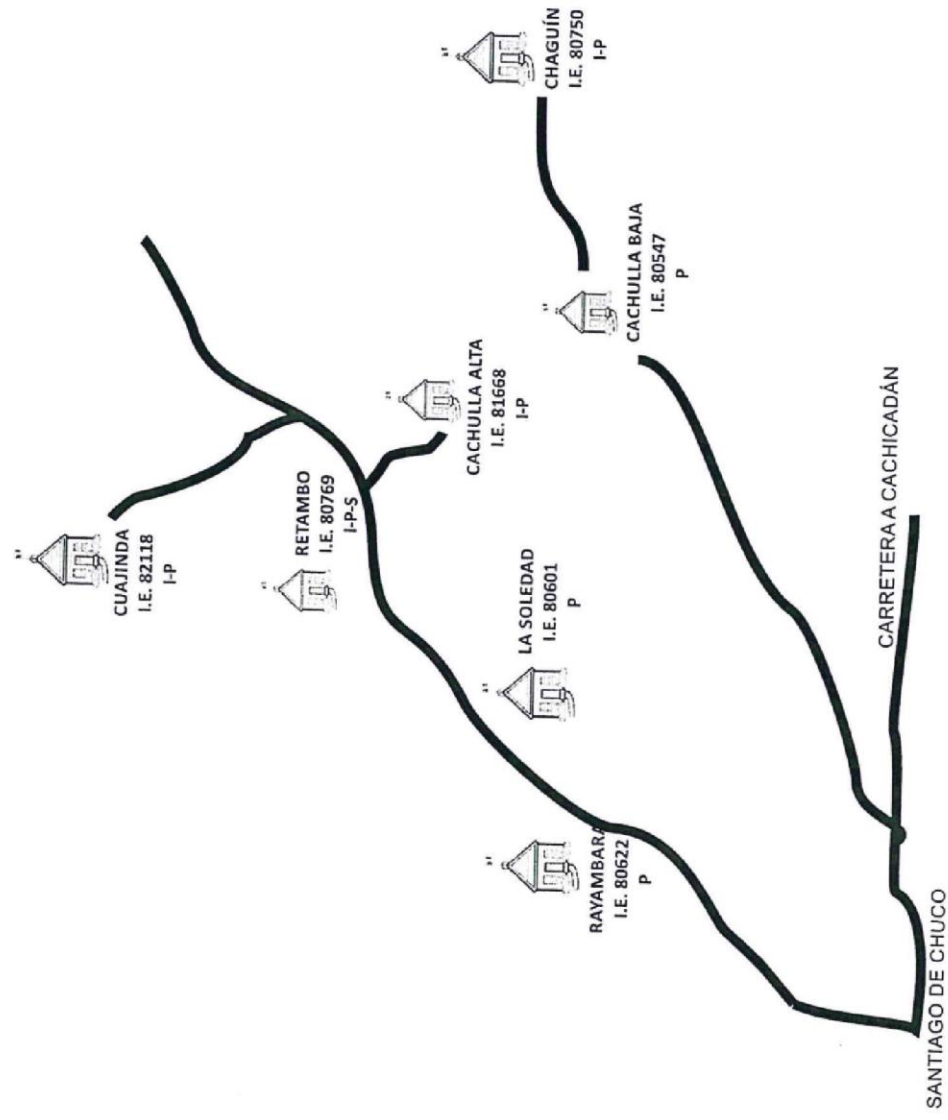 CUAJINDA
I.E. 82118
I-P
RETAMBO
I.E. 80769
I-P-S
CACHULLA ALTA
I.E. 81668
I-P
CHAGUÍN
I.E. 80750
I-P
LA SOLEDAD
I.E. 80601
P
CACHULLA BAJA
I.E. 80547
P
RAYAMBARA
I.E. 80622
P
CARRETERA A CACHICADÁN
SANTIAGO DE CHUCO